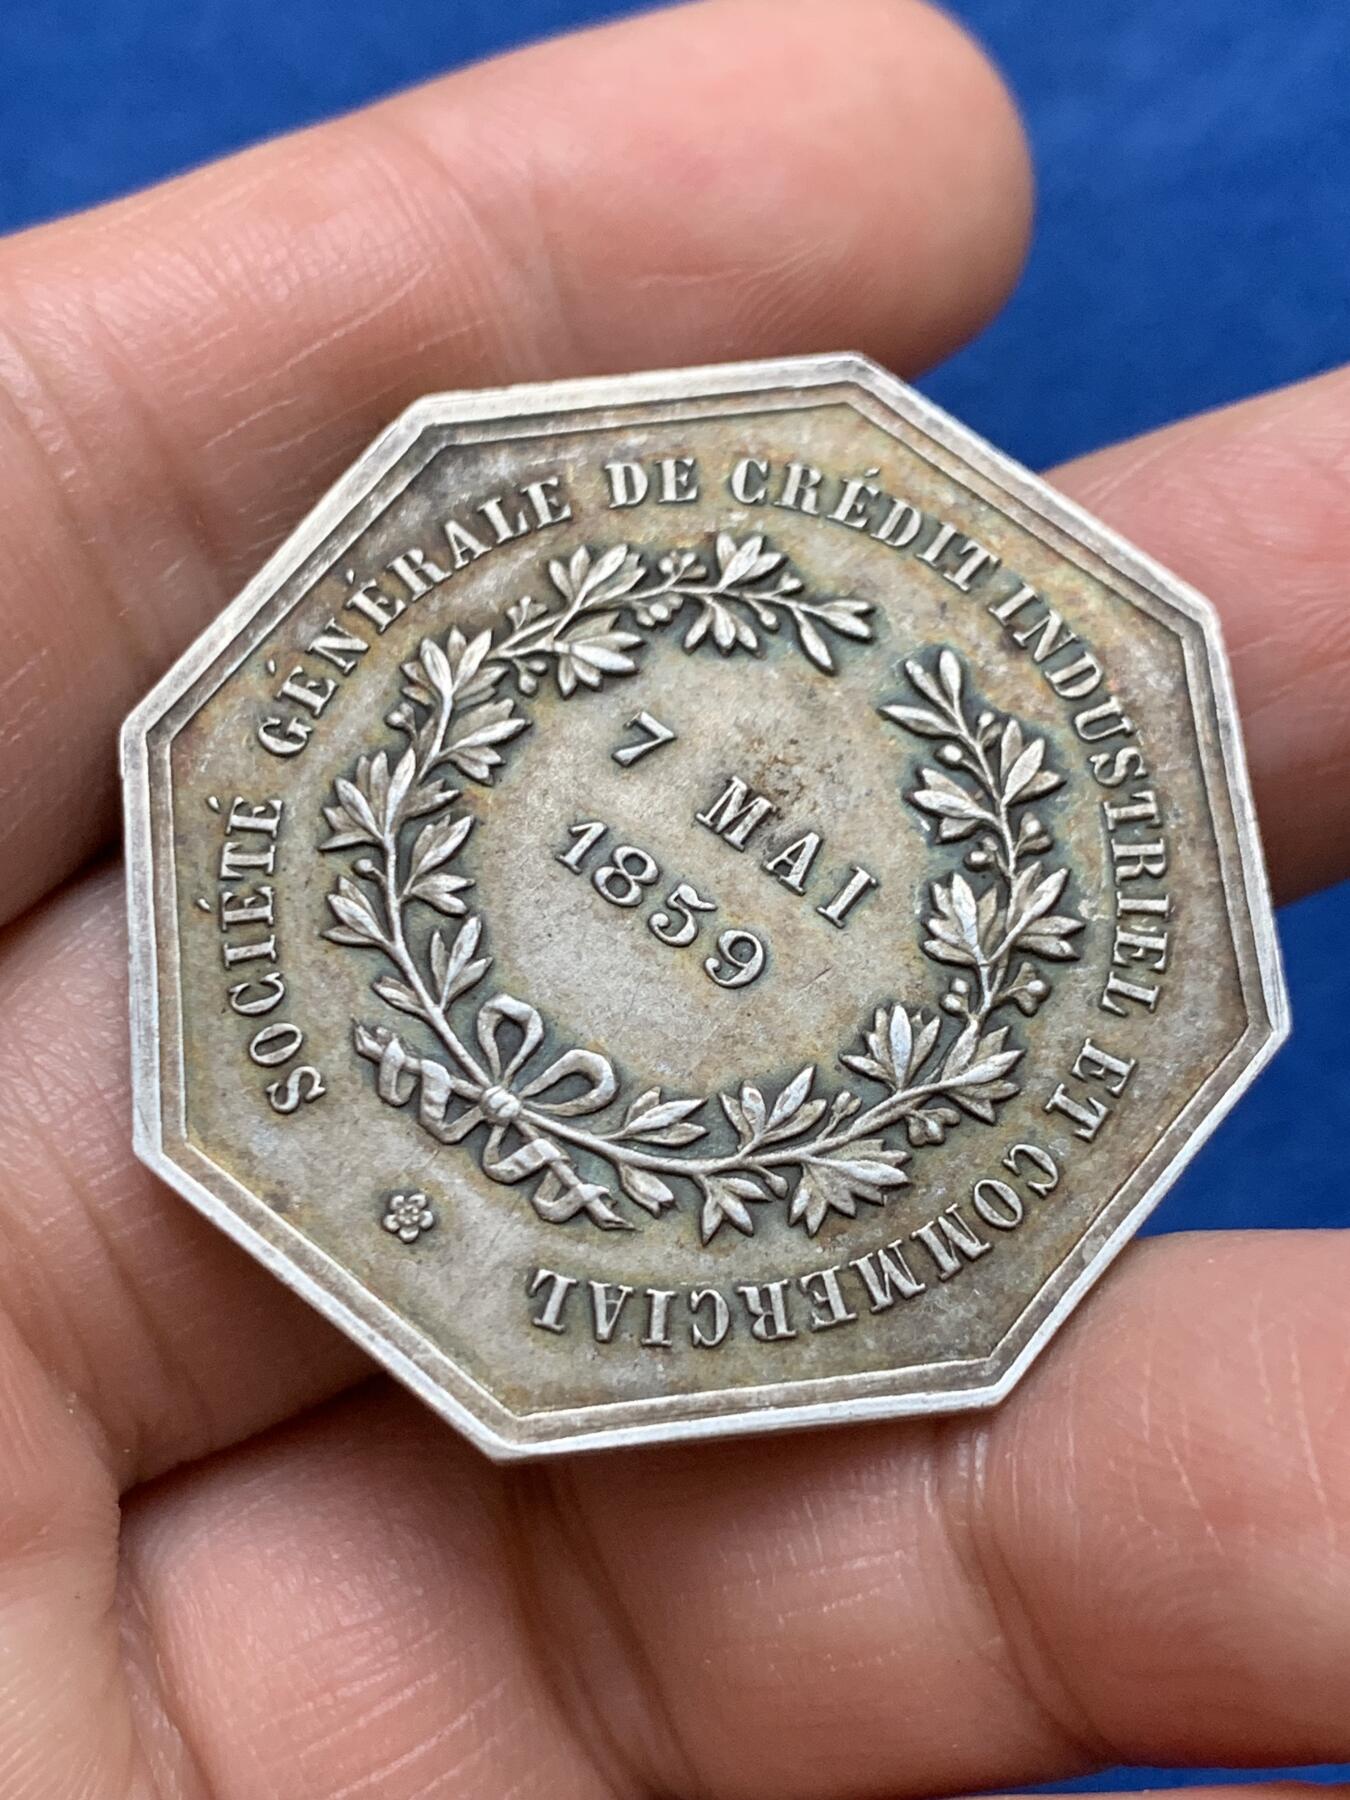 SOCIÉTÉ GÉNÉRALE DE CRÉDIT INDUSTRIEL ET COMMERCIAL
7 MAI
1859